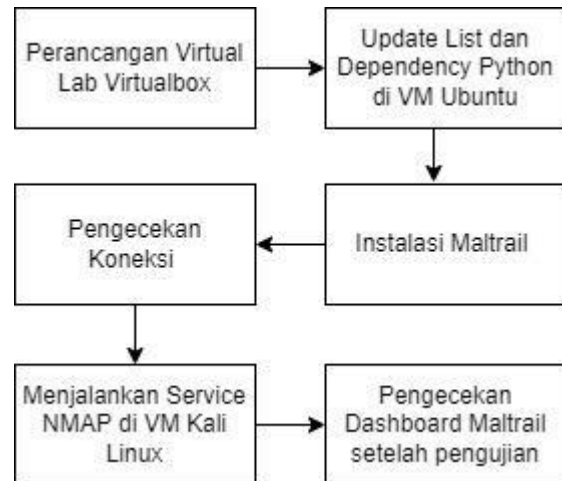 Perancangan Virtual
Lab Virtualbox
Update List dan
Dependency Python
di VM Ubuntu
Instalasi Maltrail
Pengecekan
Koneksi
Menjalankan Service
NMAP di VM Kali
Linux
Pengecekan
Dashboard Maltrail
setelah pengujian